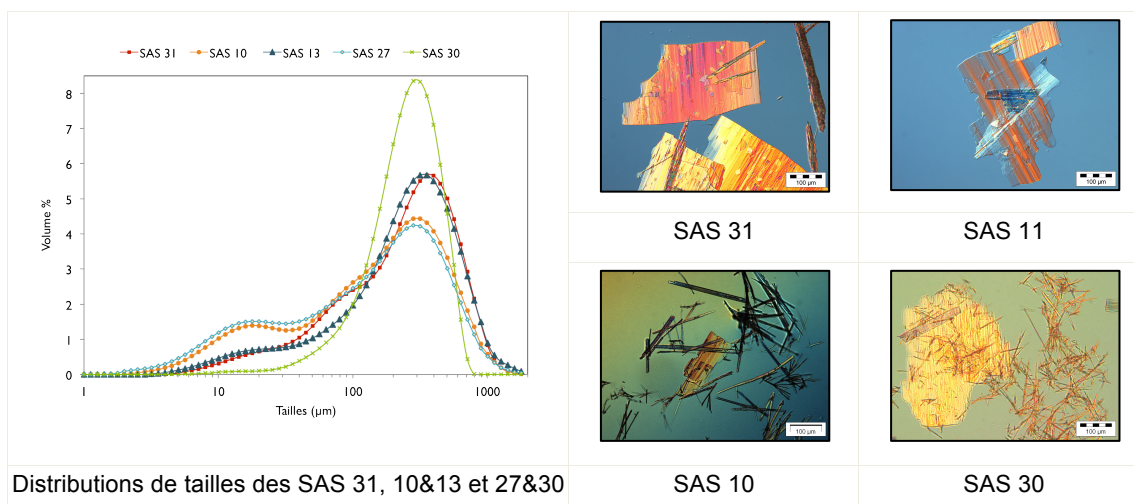 SAS 31 SAS 10 SAS 13 SAS 27 SAS 30
8
7
6
5
4
3
2
1
0
Volume %
1 10 100 1000
Tailles (µm)
Distributions de tailles des SAS 31, 10&13 et 27&30
100 µm
SAS 31
100 µm
SAS 11
100 µm
SAS 10
100 µm
SAS 30